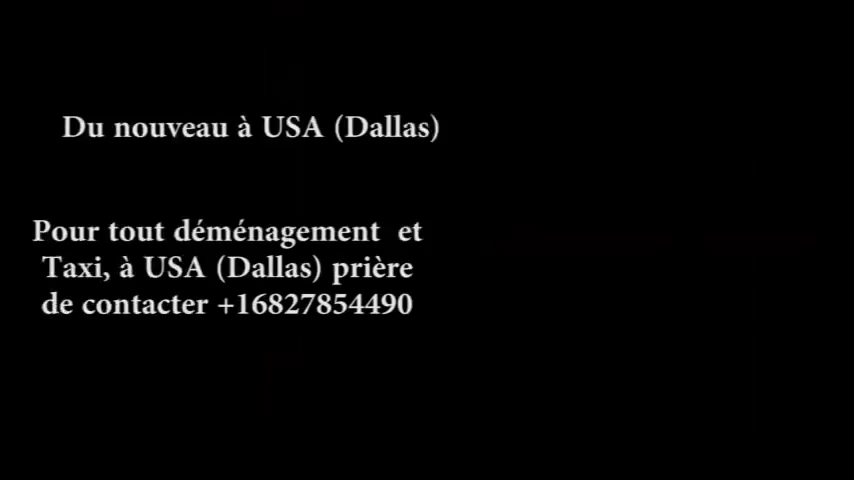 Du nouveau à USA (Dallas)
Pour tout déménagement et
Taxi, à USA (Dallas) prière
de contacter +16827854490